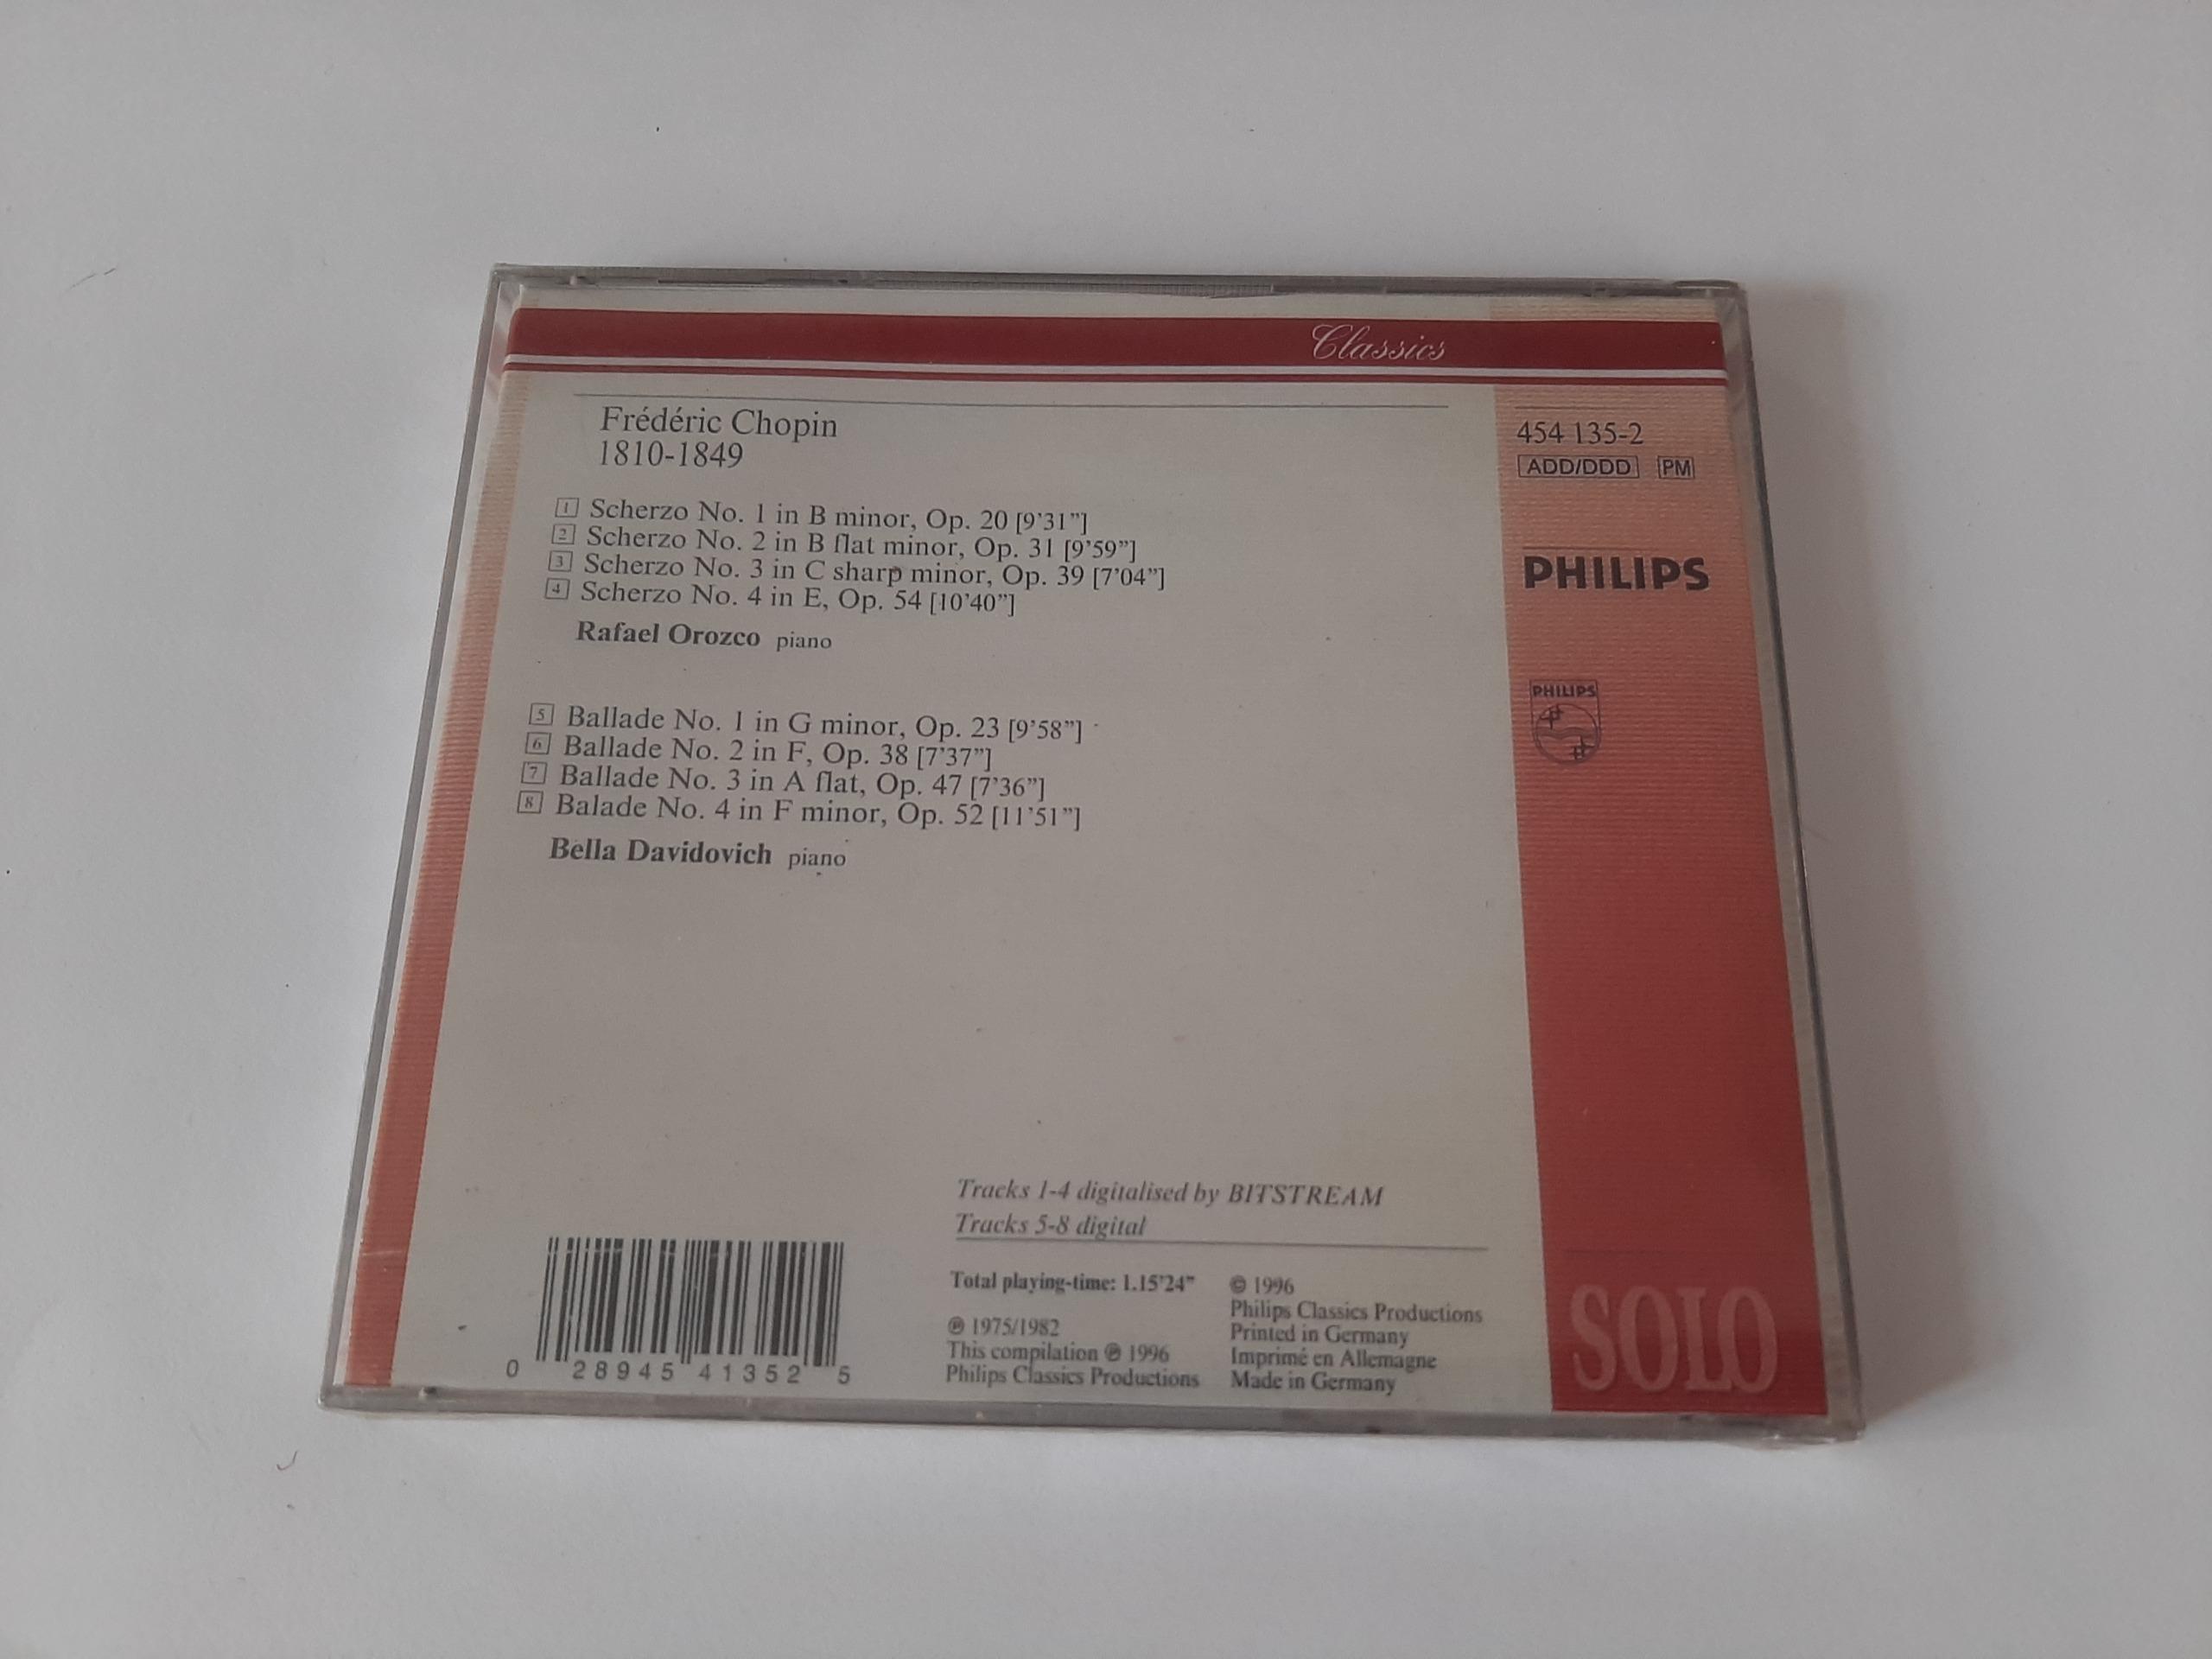 Classics
Frédéric Chopin
1810-1849
1 Scherzo No. 1 in B minor, Op. 20 [9’31”]
2 Scherzo No. 2 in B flat minor, Op. 31 [9’59”]
3 Scherzo No. 3 in C sharp minor, Op. 39 [7’04”]
4 Scherzo No. 4 in E, Op. 54 [10’40”]
Rafael Orozco piano
5 Ballade No. 1 in G minor, Op. 23 [9’58”]
6 Ballade No. 2 in F, Op. 38 [7’37”]
7 Ballade No. 3 in A flat, Op. 47 [7’36”]
8 Balade No. 4 in F minor, Op. 52 [11’51”]
Bella Davidovich piano
454 135-2
ADD/DDD PM
PHILIPS
PHILIPS
Tracks 1-4 digitalised by BITSTREAM
Tracks 5-8 digital
Total playing-time: 1.15’24”
℗ 1975/1982
This compilation ℗ 1996
Philips Classics Productions
© 1996
Philips Classics Productions
Printed in Germany
Imprimé en Allemagne
Made in Germany
0 28945 41352 5
SOLO